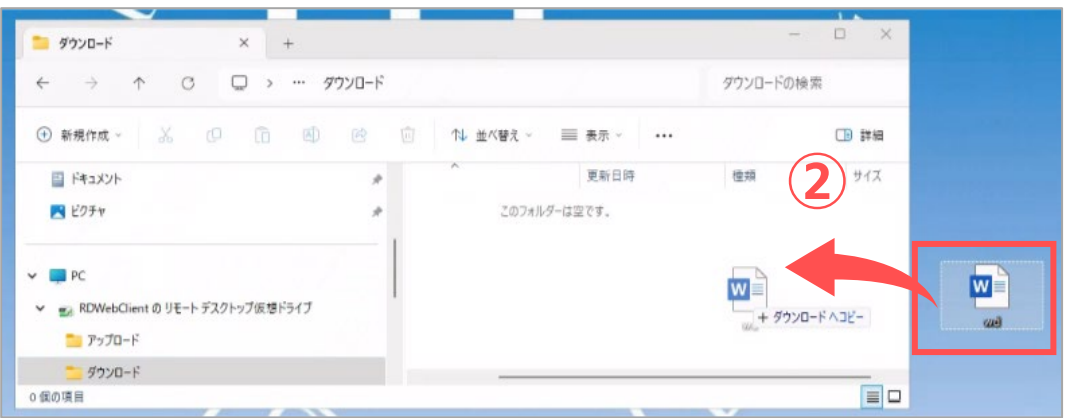 ダウンロード
ダウンロード
ダウンロードの検索
新規作成
並べ替え
表示
詳細
更新日時
種類
サイズ
②
ドキュメント
ピクチャ
このフォルダーは空です。
PC
RDWebClient の リモート デスクトップ仮想ドライブ
アップロード
ダウンロード
W
+ ダウンロード へコピー
W
0 個の項目